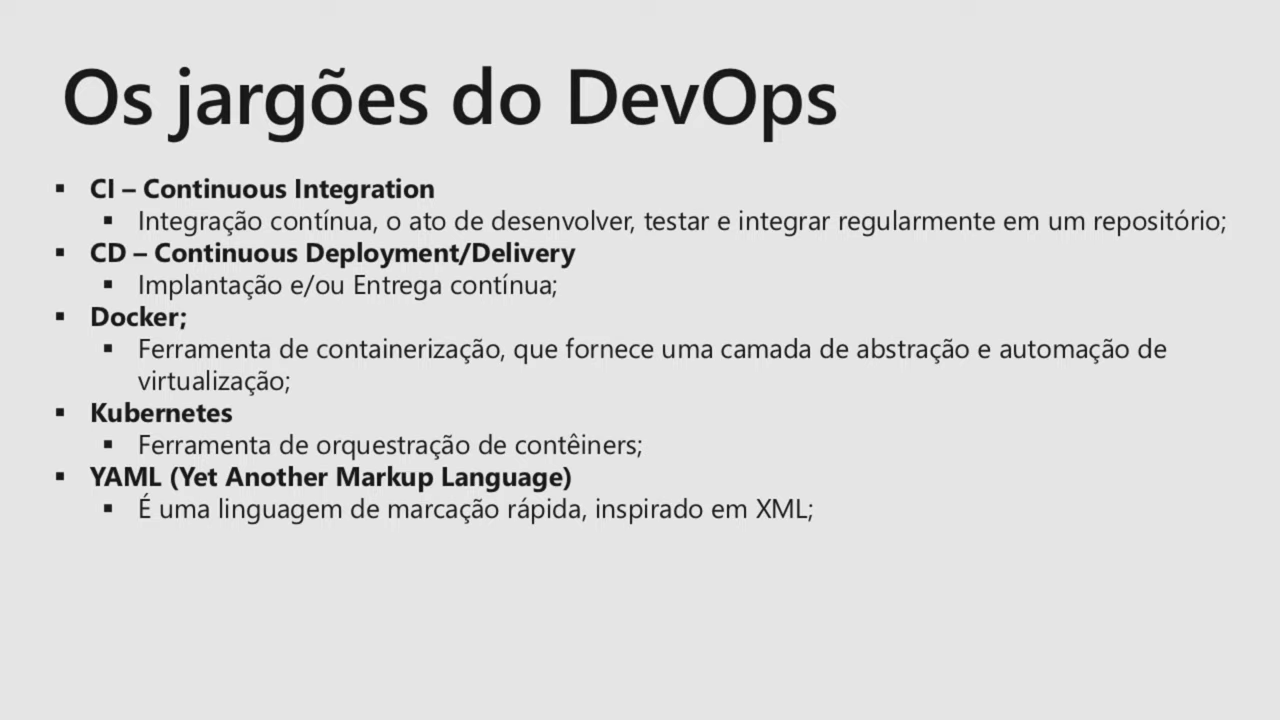 Os jargões do DevOps
▪ CI – Continuous Integration
▪ Integração contínua, o ato de desenvolver, testar e integrar regularmente em um repositório;
▪ CD – Continuous Deployment/Delivery
▪ Implantação e/ou Entrega contínua;
▪ Docker;
▪ Ferramenta de containerização, que fornece uma camada de abstração e automação de
virtualização;
▪ Kubernetes
▪ Ferramenta de orquestração de contêiners;
▪ YAML (Yet Another Markup Language)
▪ É uma linguagem de marcação rápida, inspirado em XML;